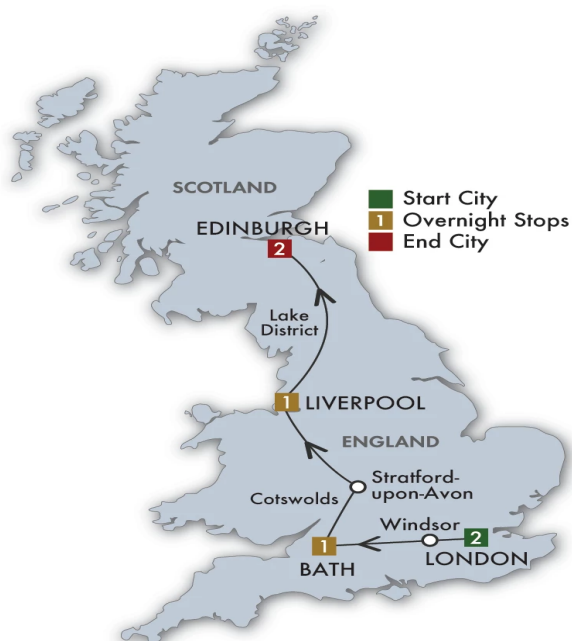 SCOTLAND
Start City
1 Overnight Stops
End City
EDINBURGH
2
Lake
District
1 LIVERPOOL
ENGLAND
Stratford-
upon-Avon
Cotswolds
Windsor
2
1
LONDON
BATH